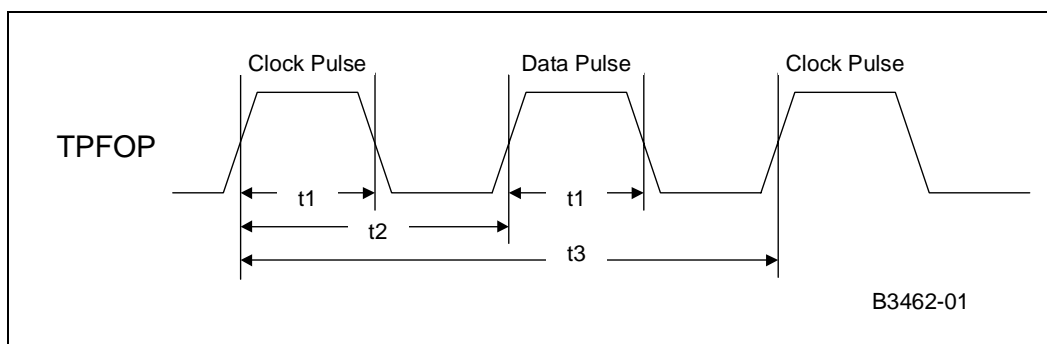 Clock Pulse
Data Pulse
Clock Pulse
TPFOP
t1
t1
t2
t3
B3462-01